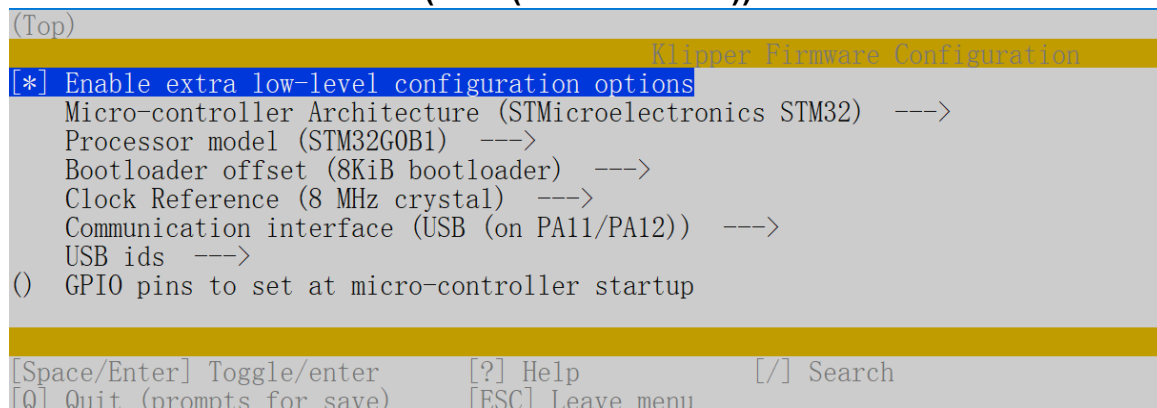 (Top)
Klipper Firmware Configuration
[*] Enable extra low-level configuration options
Micro-controller Architecture (STMicroelectronics STM32) --->
Processor model (STM32G0B1) --->
Bootloader offset (8KiB bootloader) --->
Clock Reference (8 MHz crystal) --->
Communication interface (USB (on PA11/PA12)) --->
USB ids --->
() GPIO pins to set at micro-controller startup
[Space/Enter] Toggle/enter [?] Help [/] Search
[Q] Quit (prompts for save) [ESC] Leave menu